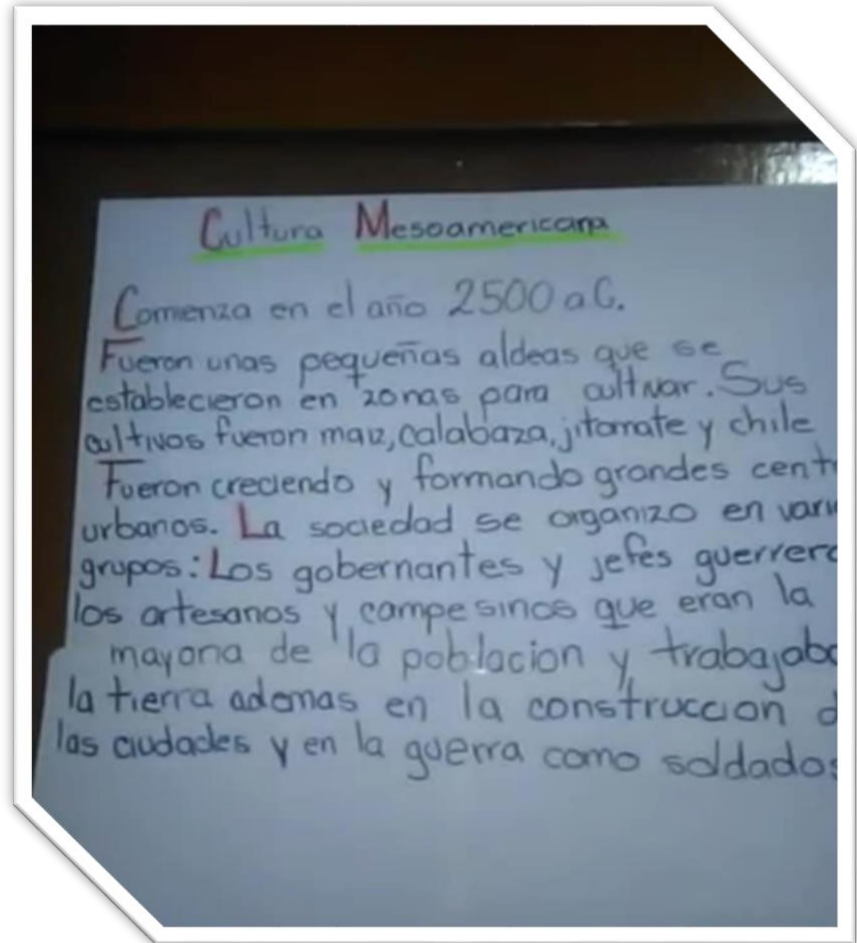 Cultura Mesoamericana
Comienza en el año 2500 a C.
Fueron unas pequeñas aldeas que se
establecieron en zonas para cultivar. Sus
cultivos fueron maiz, calabaza, jitomate y chile
Fueron creciendo y formando grandes cent
urbanos. La sociedad se organizo en vari
grupos: Los gobernantes y jefes guerrero
los artesanos y campesinos que eran la
mayoria de la poblacion y trabajaba
la tierra ademas en la construccion d
las ciudades y en la guerra como soldados